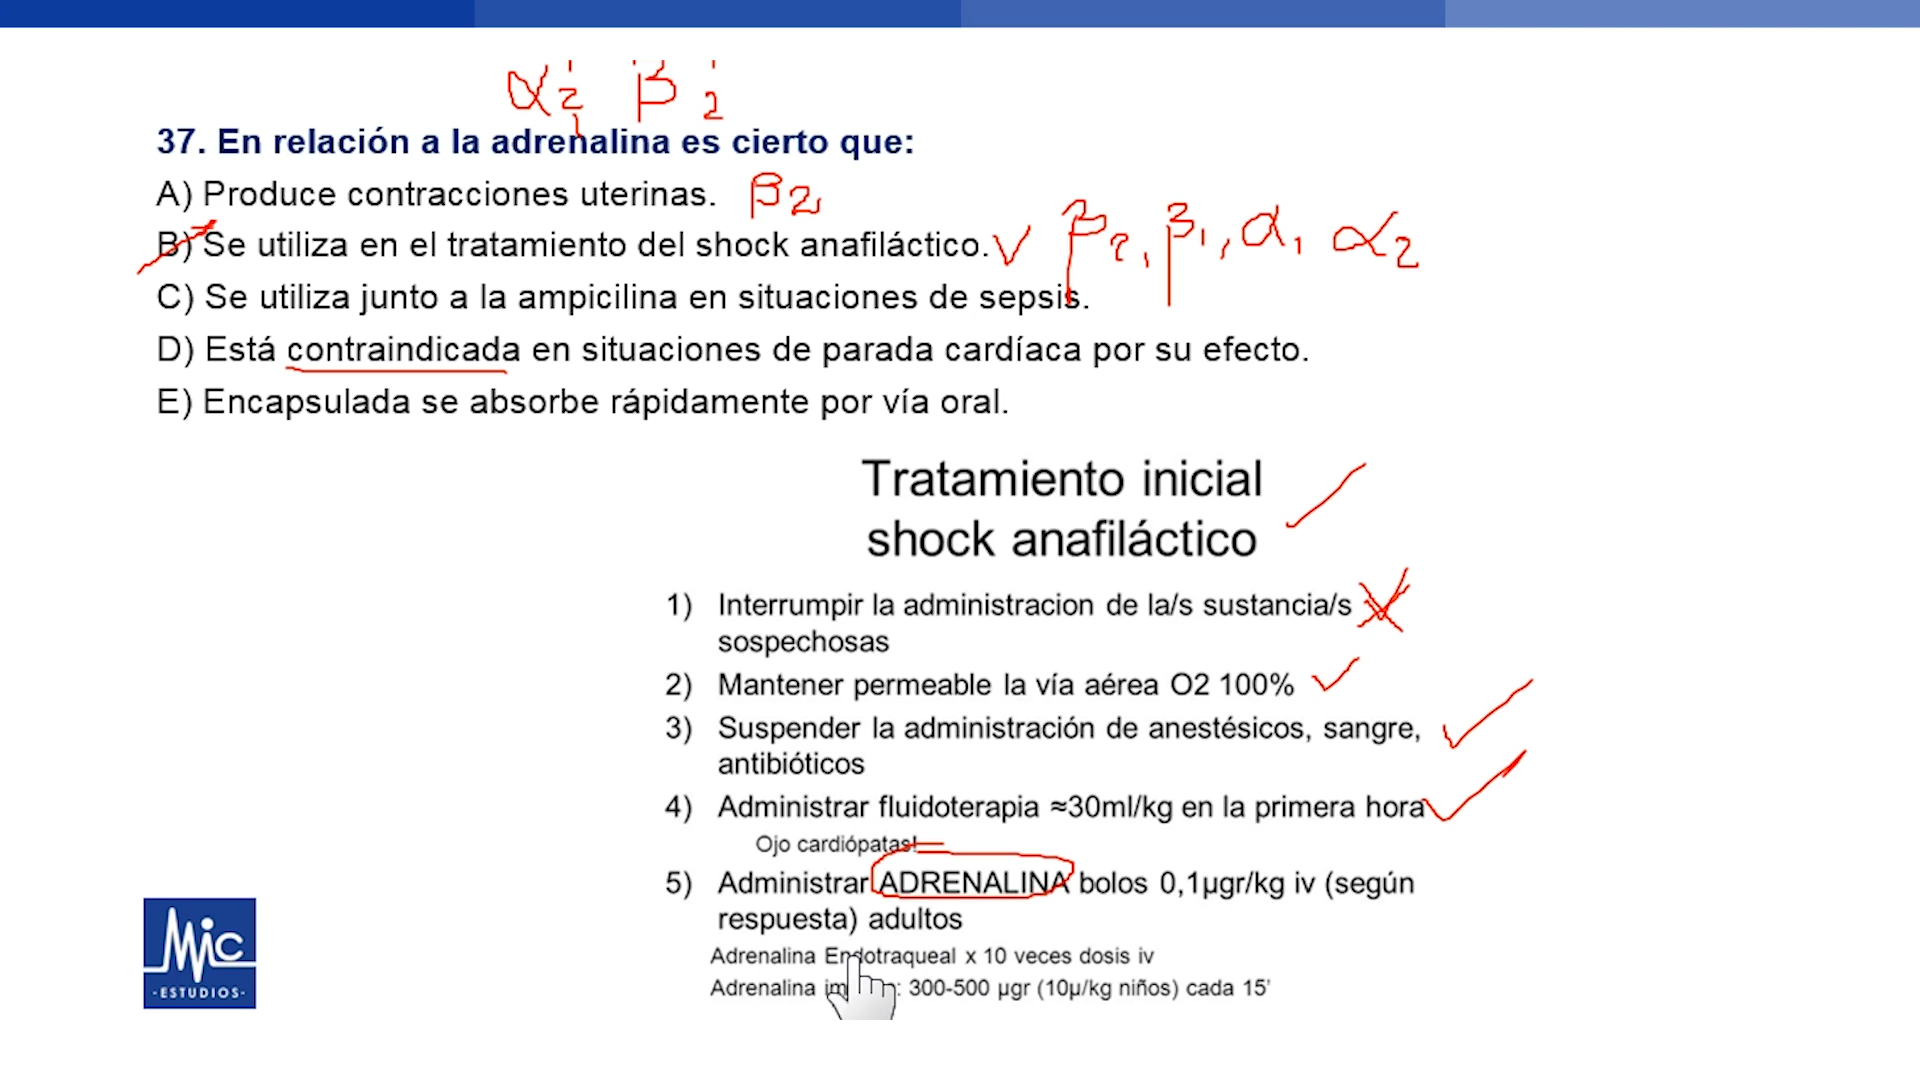 α 1 2 β 1 2
37. En relación a la adrenalina es cierto que:
A) Produce contracciones uterinas. β2
B) Se utiliza en el tratamiento del shock anafiláctico. β2, β1, α1 α2
C) Se utiliza junto a la ampicilina en situaciones de sepsis.
D) Está contraindicada en situaciones de parada cardíaca por su efecto.
E) Encapsulada se absorbe rápidamente por vía oral.
Tratamiento inicial
shock anafiláctico
1) Interrumpir la administracion de la/s sustancia/s
sospechosas
2) Mantener permeable la vía aérea O2 100%
3) Suspender la administración de anestésicos, sangre,
antibióticos
4) Administrar fluidoterapia ≈30ml/kg en la primera hora
Ojo cardiópatas!
5) Administrar ADRENALINA bolos 0,1µgr/kg iv (según
respuesta) adultos
Adrenalina Endotraqueal x 10 veces dosis iv
Adrenalina : 300-500 µgr (10µ/kg niños) cada 15'
Mic
·ESTUDIOS·